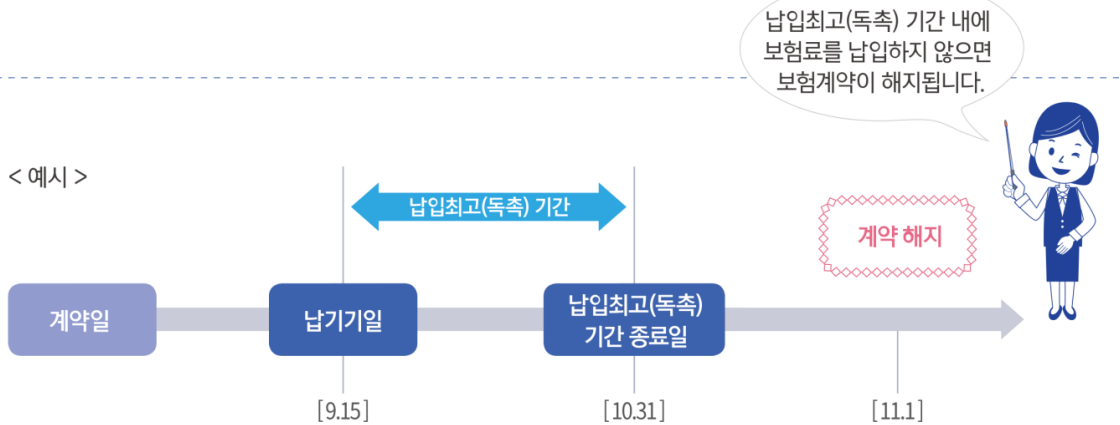 납입최고(독촉) 기간 내에
보험료를 납입하지 않으면
보험계약이 해지됩니다.
< 예시 >
납입최고(독촉) 기간
계약 해지
계약일
납기기일
납입최고(독촉)
기간 종료일
[9.15]
[10.31]
[11.1]